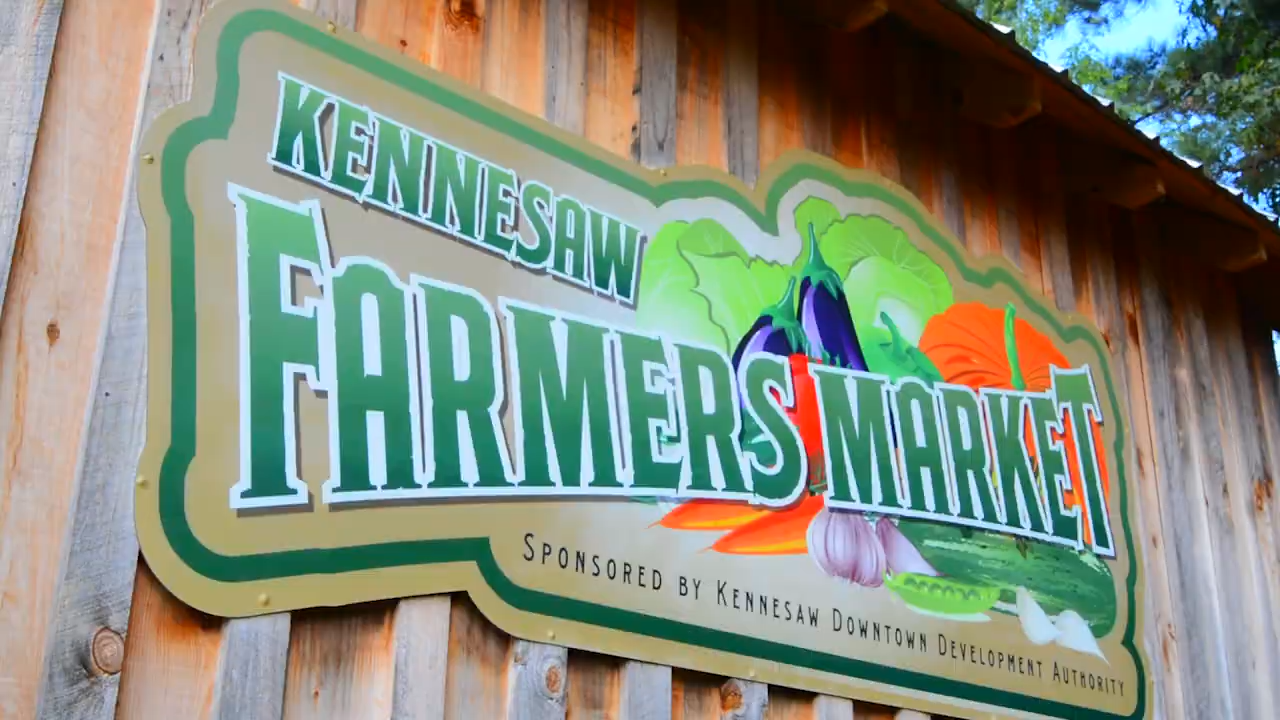 KENNESAW
FARMERS MARKET
SPONSORED BY KENNESAW DOWNTOWN DEVELOPMENT AUTHORITY